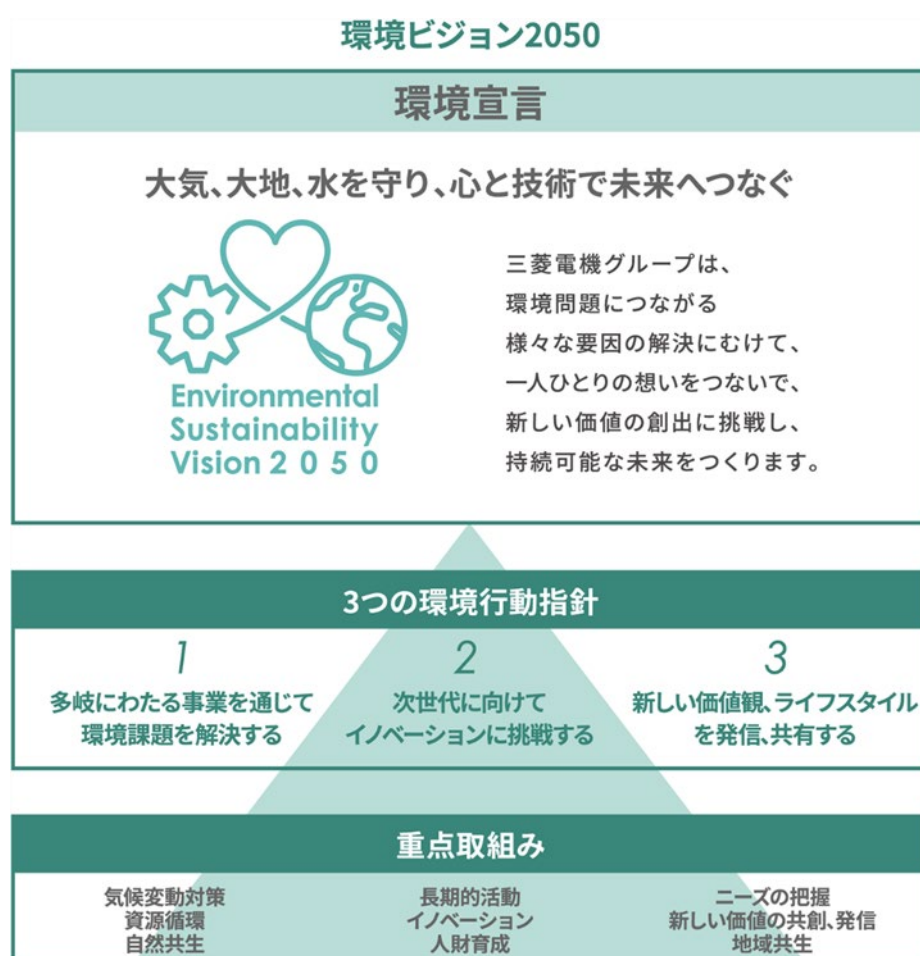 環境ビジョン2050
環境宣言
大気、大地、水を守り、心と技術で未来へつなぐ
Environmental
Sustainability
Vision 2 0 5 0
三菱電機グループは、
環境問題につながる
様々な要因の解決にむけて、
一人ひとりの想いをつないで、
新しい価値の創出に挑戦し、
持続可能な未来をつくります。
3つの環境行動指針
1
多岐にわたる事業を通じて
環境課題を解決する
2
次世代に向けて
イノベーションに挑戦する
3
新しい価値観、ライフスタイル
を発信、共有する
重点取組み
気候変動対策
資源循環
自然共生
長期的活動
イノベーション
人財育成
ニーズの把握
新しい価値の共創、発信
地域共生